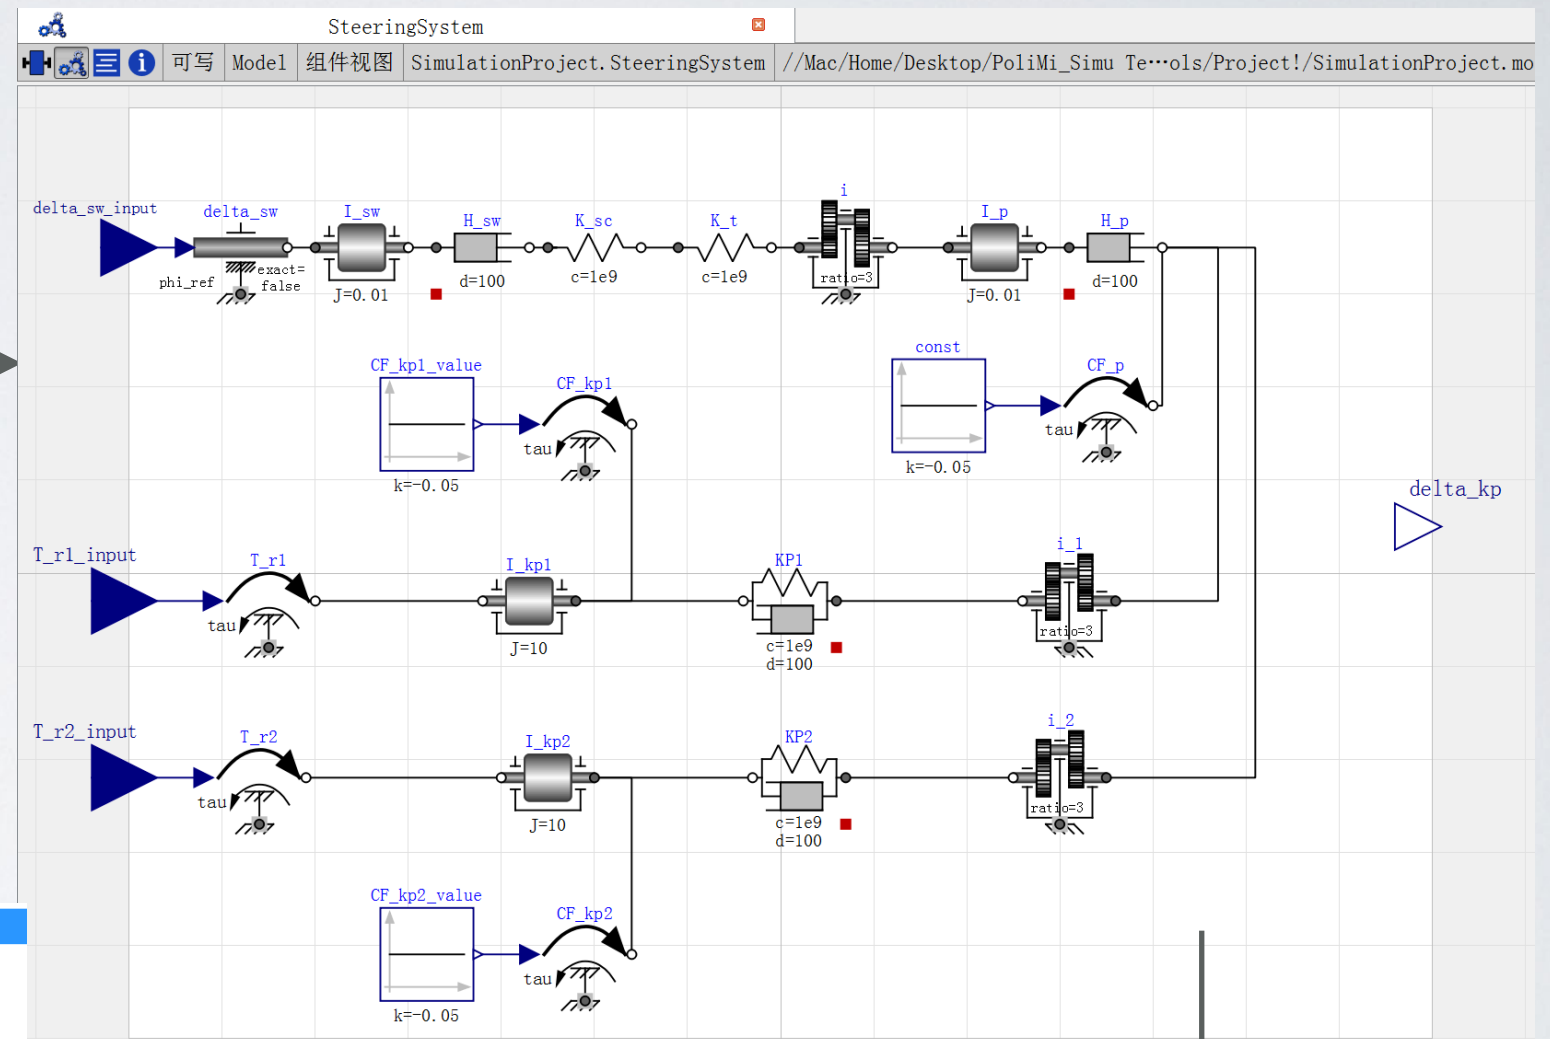 SteeringSystem
可写 Model 组件视图 SimulationProject.SteeringSystem //Mac/Home/Desktop/PoliMi_Simu Te⋯ols/Project!/SimulationProject.mo
i
delta_sw_input delta_sw I_sw H_sw K_sc K_t I_p H_p
phi_ref exact=
false
J=0.01 d=100 c=1e9 c=1e9 ratio=3 J=0.01 d=100
CF_kp1_value CF_kp1 const CF_p
tau tau
k=-0.05 k=-0.05
delta_kp
T_r1_input T_r1 I_kp1 KP1 i_1
tau J=10 c=1e9 ratio=3
d=100
T_r2_input T_r2 I_kp2 KP2 i_2
tau J=10 c=1e9 ratio=3
d=100
CF_kp2_value CF_kp2
tau
k=-0.05